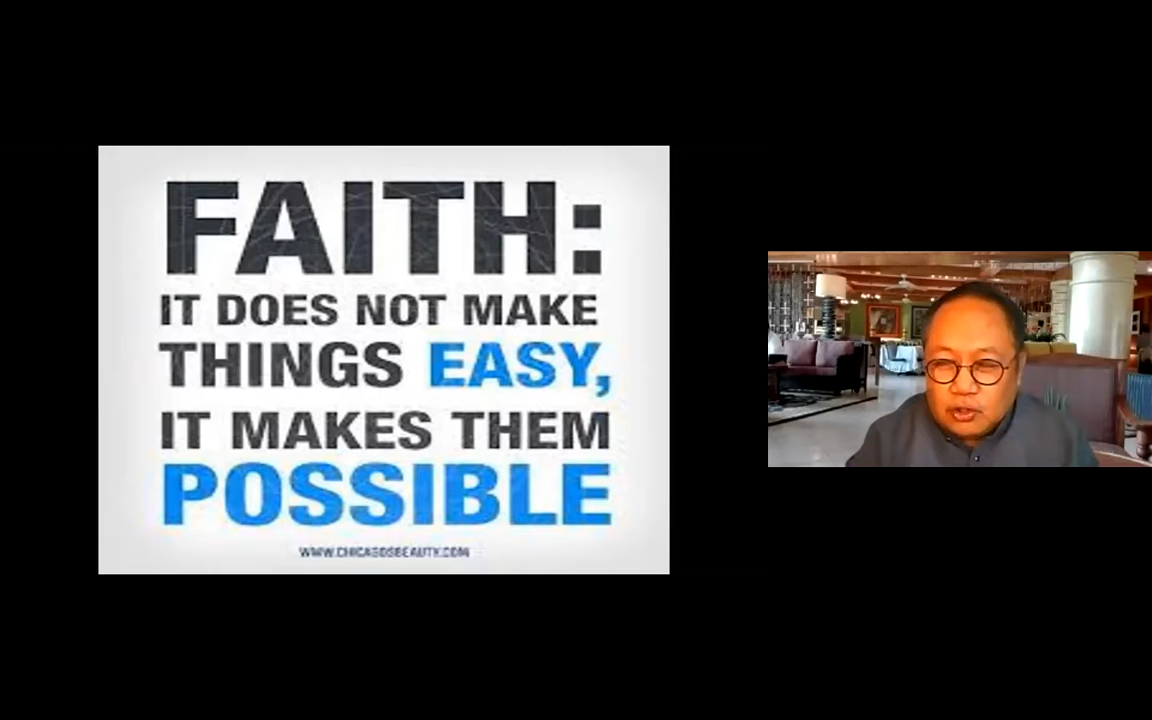 FAITH:
IT DOES NOT MAKE
THINGS EASY,
IT MAKES THEM
POSSIBLE
WWW.CHICAGOSBEAUTY.COM